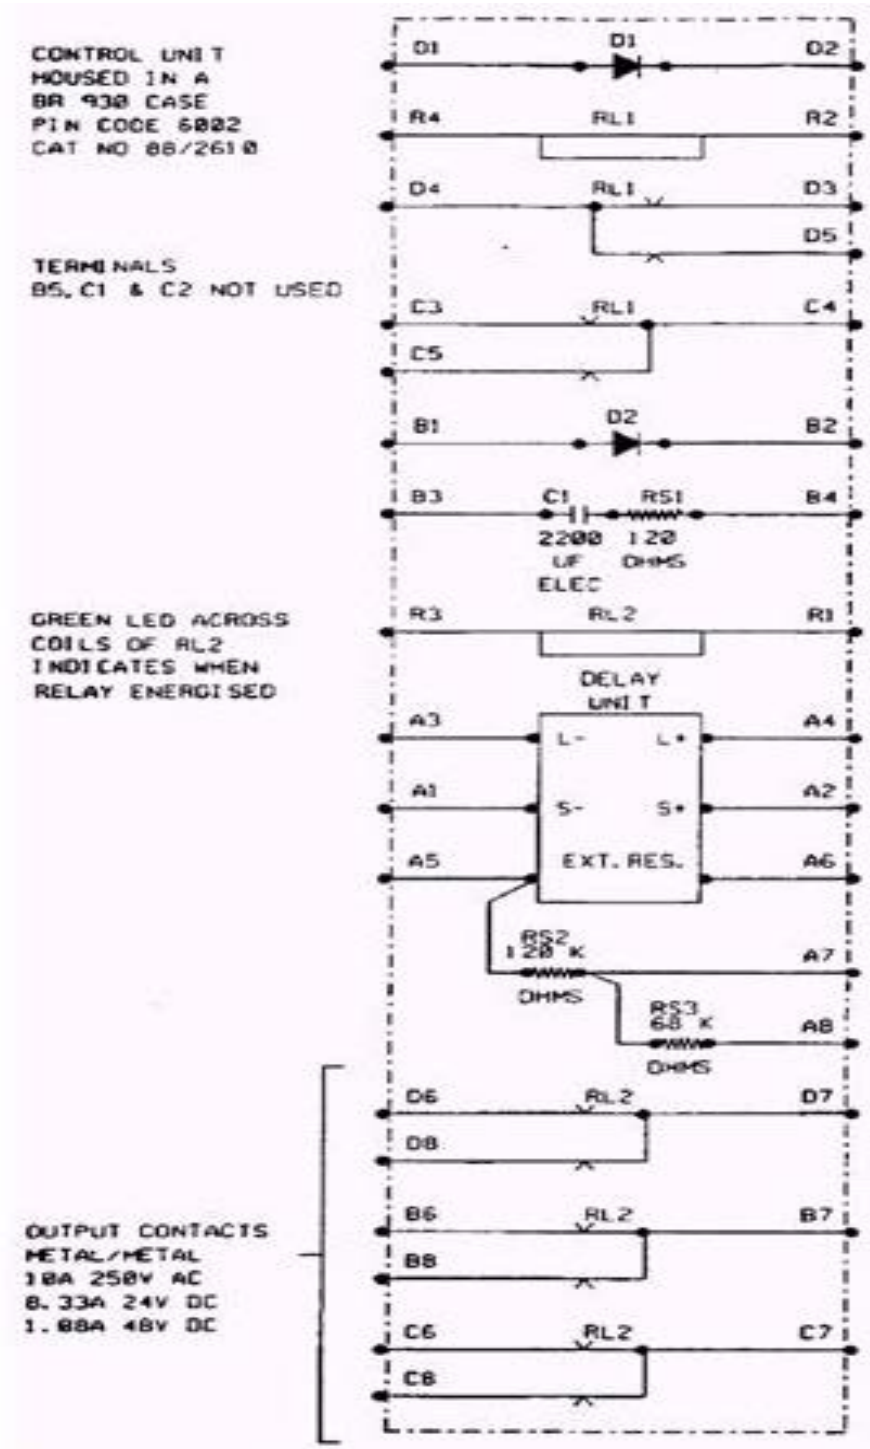 CONTROL UNIT
HOUSED IN A
BR 930 CASE
PIN CODE 6002
CAT NO 88/2610
D1 D1 D2
R4 RL1 R2
D4 RL1 D3
D5
TERMINALS
B5, C1 & C2 NOT USED
C3 RL1 C4
C5
B1 D2 B2
B3 C1 RS1 B4
2200 120
UF OHMS
ELEC
GREEN LED ACROSS
COILS OF RL2
INDICATES WHEN
RELAY ENERGISED
R3 RL2 R1
DELAY
UNIT
A3 L- L+ A4
A1 S- S+ A2
A5 EXT. RES. A6
RS2
120 K A7
OHMS
RS3
68 K A8
OHMS
D6 RL2 D7
D8
OUTPUT CONTACTS
METAL/METAL
10A 250V AC
8.33A 24V DC
1.88A 48V DC
B6 RL2 B7
B8
C6 RL2 C7
C8